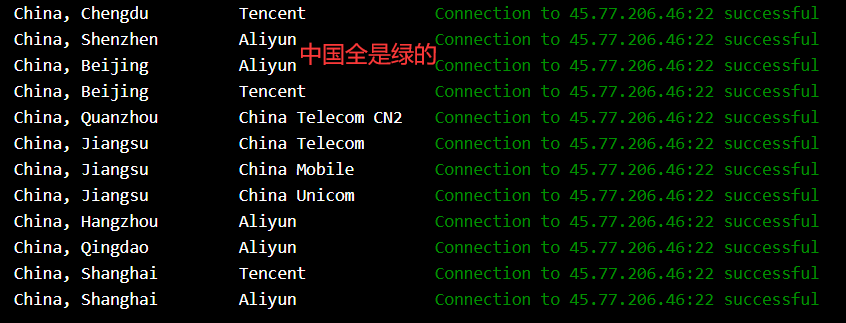 China, Chengdu Tencent Connection to 45.77.206.46:22 successful
China, Shenzhen Aliyun Connection to 45.77.206.46:22 successful
中国全是绿的
China, Beijing Aliyun Connection to 45.77.206.46:22 successful
China, Beijing Tencent Connection to 45.77.206.46:22 successful
China, Quanzhou China Telecom CN2 Connection to 45.77.206.46:22 successful
China, Jiangsu China Telecom Connection to 45.77.206.46:22 successful
China, Jiangsu China Mobile Connection to 45.77.206.46:22 successful
China, Jiangsu China Unicom Connection to 45.77.206.46:22 successful
China, Hangzhou Aliyun Connection to 45.77.206.46:22 successful
China, Qingdao Aliyun Connection to 45.77.206.46:22 successful
China, Shanghai Tencent Connection to 45.77.206.46:22 successful
China, Shanghai Aliyun Connection to 45.77.206.46:22 successful